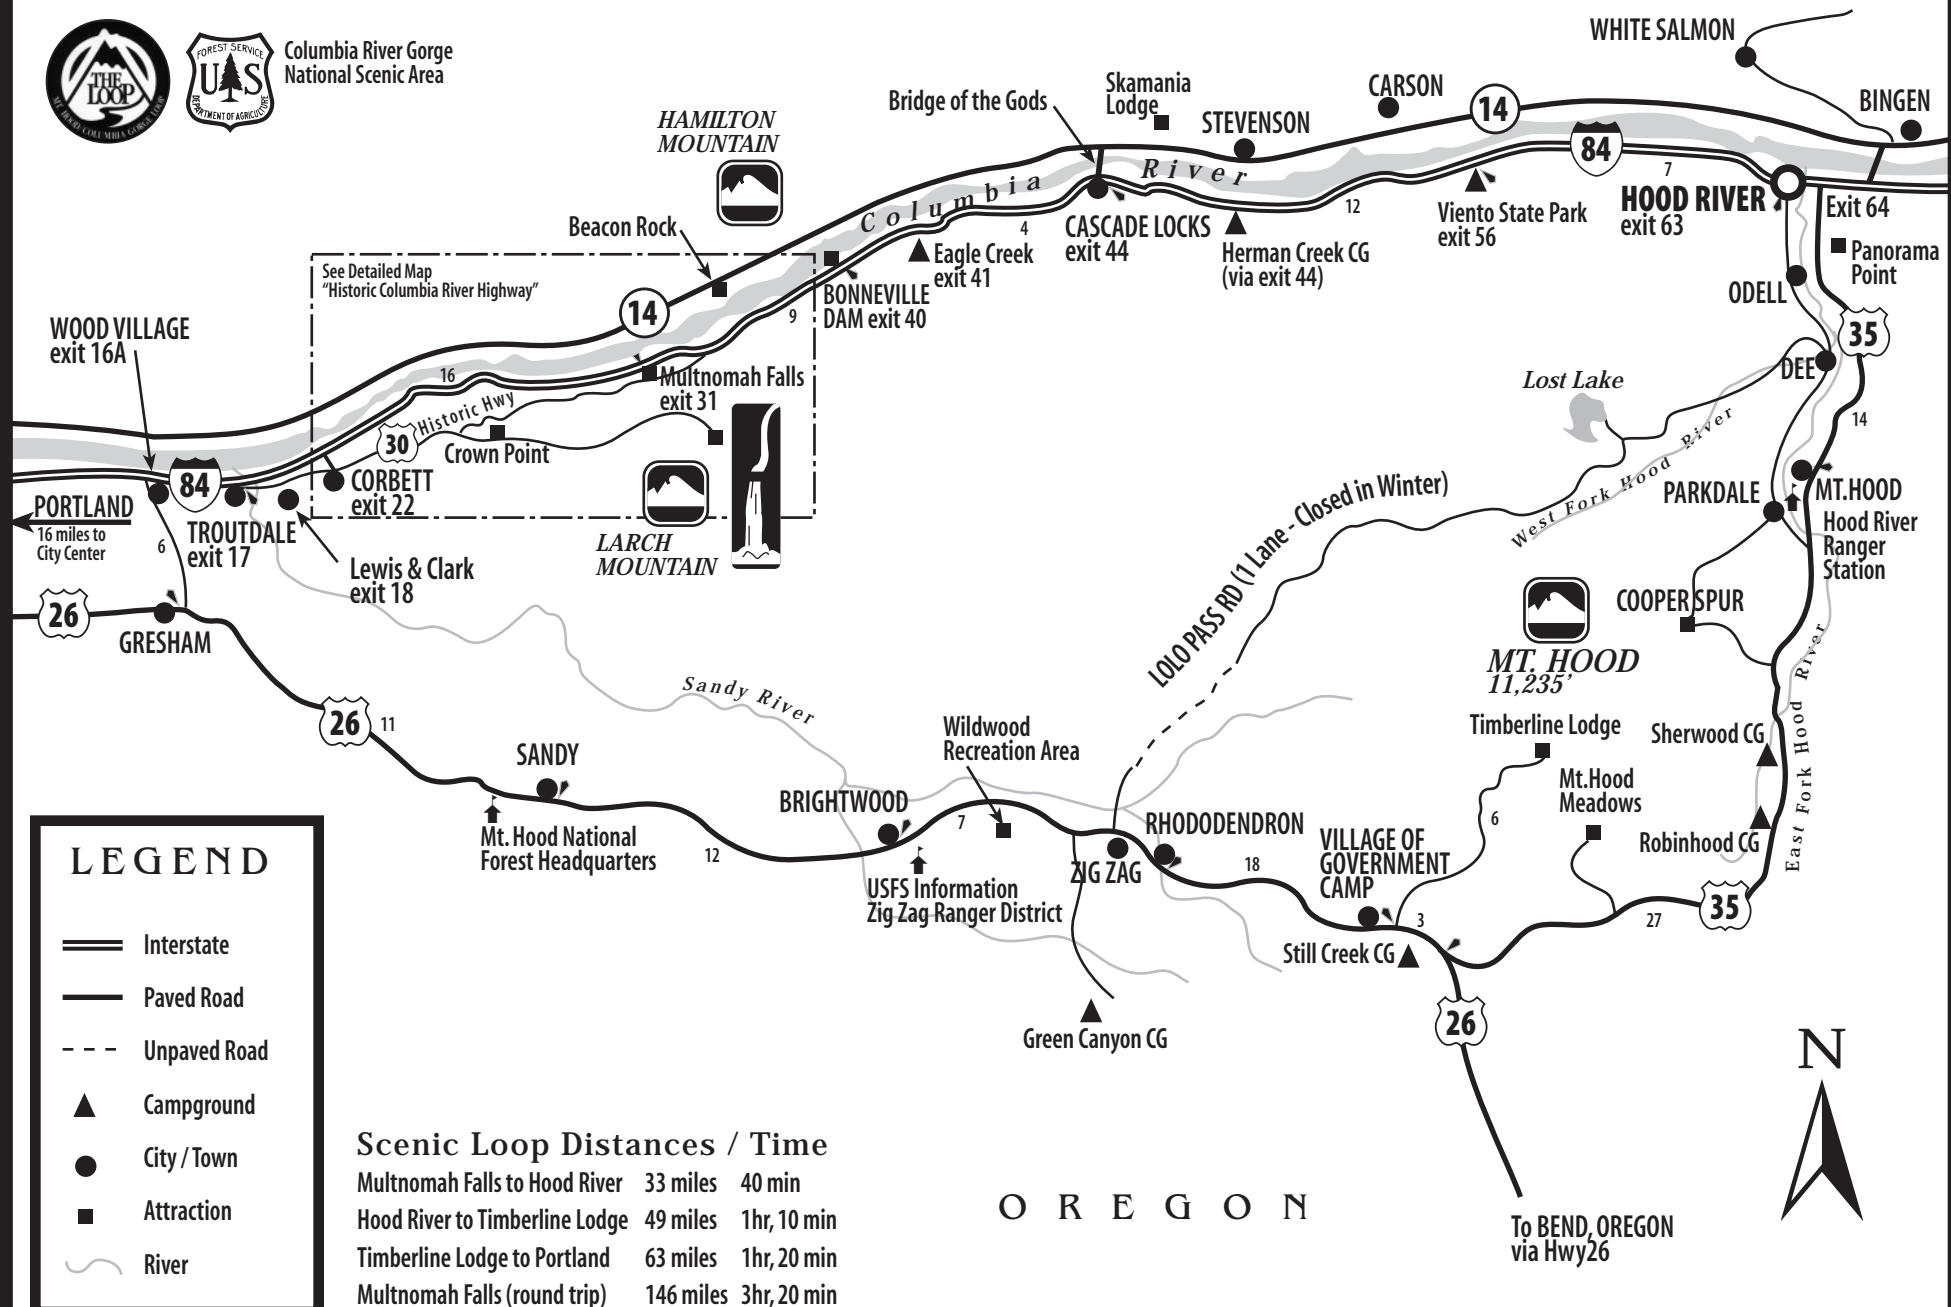 THE
LOOP
MT. HOOD COLUMBIA GORGE LOOP
FOREST SERVICE
U S
DEPARTMENT OF AGRICULTURE
Columbia River Gorge
National Scenic Area
HAMILTON
MOUNTAIN
Beacon Rock
Bridge of the Gods
Skamania
Lodge
STEVENSON
CARSON
14
WHITE SALMON
BINGEN
84
7
HOOD RIVER
exit 63
Exit 64
Panorama
Point
Columbia River
4
CASCADE LOCKS
exit 44
Herman Creek CG
(via exit 44)
12
Viento State Park
exit 56
Eagle Creek
exit 41
BONNEVILLE
DAM exit 40
9
See Detailed Map
“Historic Columbia River Highway”
14
16
Multnomah Falls
exit 31
Historic Hwy
30
Crown Point
CORBETT
exit 22
LARCH
MOUNTAIN
WOOD VILLAGE
exit 16A
84
PORTLAND
16 miles to
City Center
6
TROUTDALE
exit 17
Lewis & Clark
exit 18
26
GRESHAM
26
11
SANDY
Mt. Hood National
Forest Headquarters
12
Sandy River
BRIGHTWOOD
USFS Information
Zig Zag Ranger District
7
Wildwood
Recreation Area
ZIG ZAG
Green Canyon CG
RHODODENDRON
18
VILLAGE OF
GOVERNMENT
CAMP
Still Creek CG
3
6
Timberline Lodge
Mt.Hood
Meadows
27
35
26
To BEND, OREGON
via Hwy26
LOLO PASS RD (1 Lane - Closed in Winter)
Lost Lake
West Fork Hood River
ODELL
35
DEE
14
PARKDALE
MT.HOOD
Hood River
Ranger
Station
COOPER SPUR
MT. HOOD
11,235’
Sherwood CG
Robinhood CG
East Fork Hood River
N
OREGON
LEGEND
Interstate
Paved Road
Unpaved Road
Campground
City / Town
Attraction
River
Scenic Loop Distances / Time
Multnomah Falls to Hood River 33 miles 40 min
Hood River to Timberline Lodge 49 miles 1hr, 10 min
Timberline Lodge to Portland 63 miles 1hr, 20 min
Multnomah Falls (round trip) 146 miles 3hr, 20 min